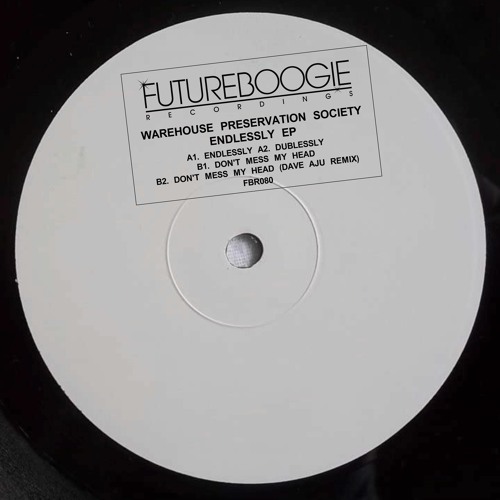 FUTUREBOOGIE
RECORDINGS
WAREHOUSE PRESERVATION SOCIETY
ENDLESSLY EP
A1. ENDLESSLY A2. DUBLESSLY
B1. DON'T MESS MY HEAD
B2. DON'T MESS MY HEAD (DAVE AJU REMIX)
FBR080